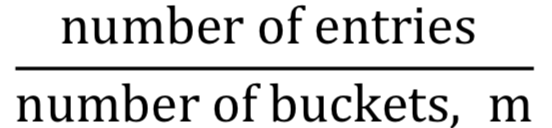 number of entries
number of buckets, m